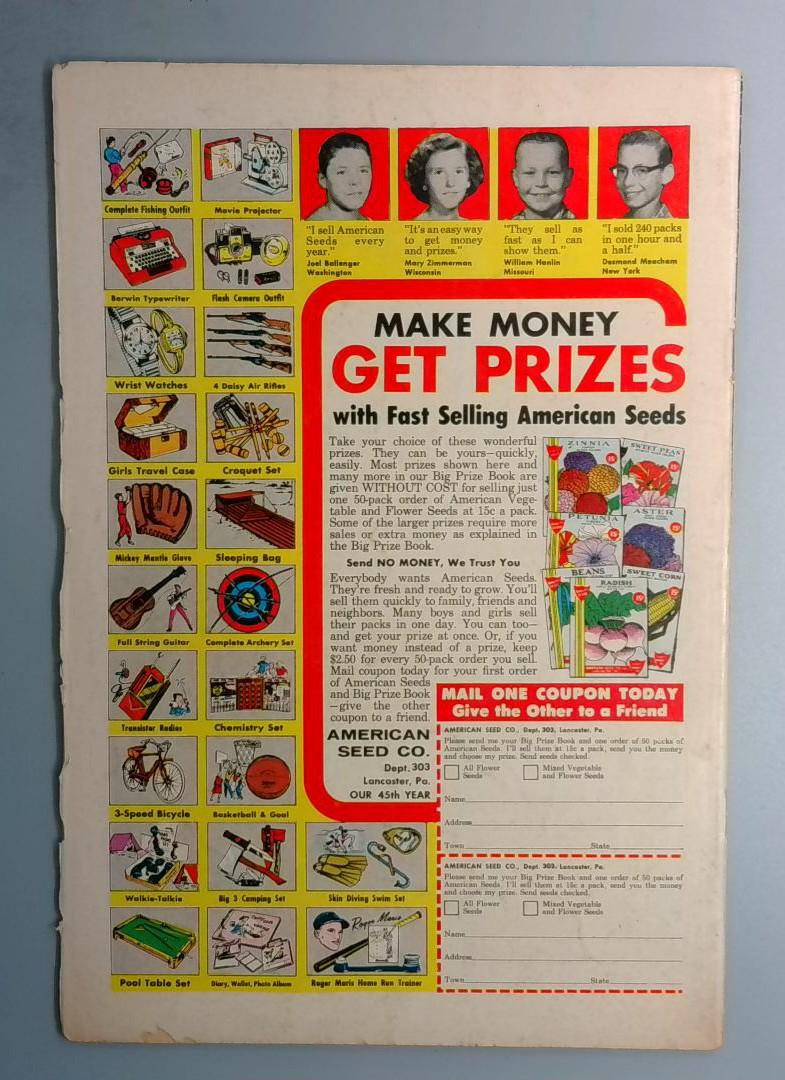 Complete Fishing Outfit
Movie Projector
Berwin Typewriter
Flash Camera Outfit
Wrist Watches
4 Daisy Air Rifles
Girls Travel Case
Croquet Set
Mickey Mantle Glove
Sleeping Bag
Full String Guitar
Complete Archery Set
Transistor Radios
Chemistry Set
3-Speed Bicycle
Basketball & Goal
Walkie-Talkie
Big 3 Camping Set
Skin Diving Swim Set
Pool Table Set
Diary, Wallet, Photo Album
Roger Maris
Roger Maris Home Run Trainer
"I sell American
Seeds every
year."
Joel Ballenger
Washington
"It's an easy way
to get money
and prizes."
Mary Zimmerman
Wisconsin
"They sell as
fast as I can
show them."
William Hanlin
Missouri
"I sold 240 packs
in one hour and
a half."
Desmond Meacham
New York
MAKE MONEY
GET PRIZES
with Fast Selling American Seeds
Take your choice of these wonderful
prizes. They can be yours—quickly,
easily. Most prizes shown here and
many more in our Big Prize Book are
given WITHOUT COST for selling just
one 50-pack order of American Vege-
table and Flower Seeds at 15c a pack.
Some of the larger prizes require more
sales or extra money as explained in
the Big Prize Book.
Send NO MONEY, We Trust You
Everybody wants American Seeds.
They're fresh and ready to grow. You'll
sell them quickly to family, friends and
neighbors. Many boys and girls sell
their packs in one day. You can too—
and get your prize at once. Or, if you
want money instead of a prize, keep
$2.50 for every 50-pack order you sell.
Mail coupon today for your first order
of American Seeds
and Big Prize Book
—give the other
coupon to a friend.
AMERICAN
SEED CO.
Dept. 303
Lancaster, Pa.
OUR 45th YEAR
ZINNIA
15¢
SWEET PEAS
15¢
PETUNIA
15¢
ASTER
15¢
BEANS
RADISH
15¢
SWEET CORN
15¢
MAIL ONE COUPON TODAY
Give the Other to a Friend
AMERICAN SEED CO., Dept. 303, Lancaster, Pa.
Please send me your Big Prize Book and one order of 50 packs of
American Seeds. I'll sell them at 15c a pack, send you the money
and choose my prize. Send seeds checked.
All Flower
Seeds
Mixed Vegetable
and Flower Seeds
Name
Address
Town State
AMERICAN SEED CO., Dept. 303, Lancaster, Pa.
Please send me your Big Prize Book and one order of 50 packs of
American Seeds. I'll sell them at 15c a pack, send you the money
and choose my prize. Send seeds checked.
All Flower
Seeds
Mixed Vegetable
and Flower Seeds
Name
Address
Town State